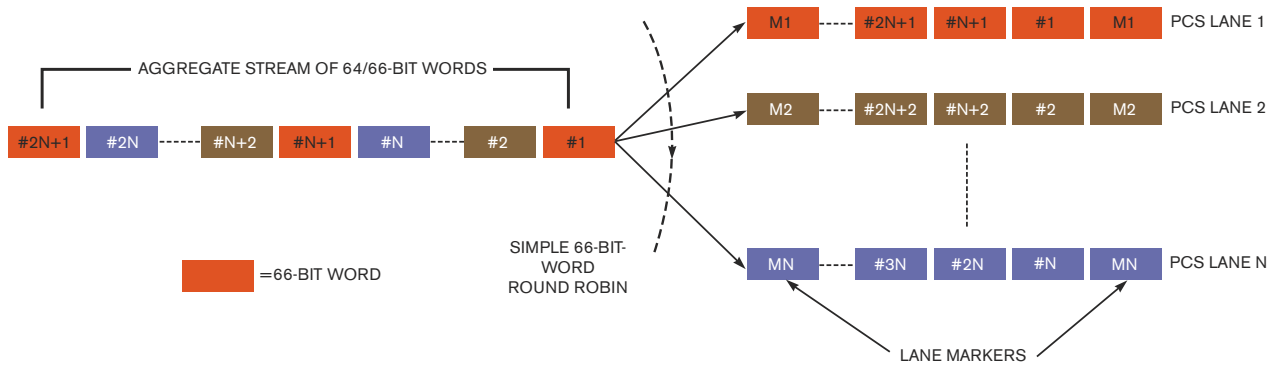 M1 #2N+1 #N+1 #1 M1 PCS LANE 1
AGGREGATE STREAM OF 64/66-BIT WORDS
M2 #2N+2 #N+2 #2 M2 PCS LANE 2
#2N+1 #2N #N+2 #N+1 #N #2 #1
SIMPLE 66-BIT-
WORD
ROUND ROBIN
=66-BIT WORD
MN #3N #2N #N MN PCS LANE N
LANE MARKERS